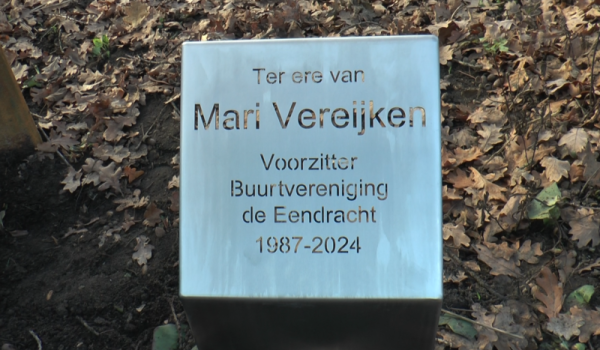 Ter ere van
Mari Vereijken
Voorzitter
Buurtvereniging
de Eendracht
1987-2024